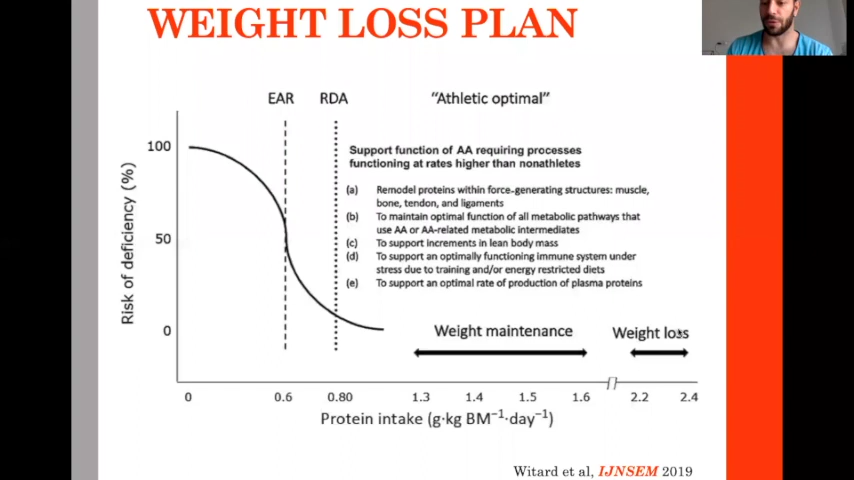 WEIGHT LOSS PLAN
EAR RDA "Athletic optimal"
Support function of AA requiring processes
functioning at rates higher than nonathletes
(a) Remodel proteins within force-generating structures: muscle,
bone, tendon, and ligaments
(b) To maintain optimal function of all metabolic pathways that
use AA or AA-related metabolic intermediates
(c) To support increments in lean body mass
(d) To support an optimally functioning immune system under
stress due to training and/or energy restricted diets
(e) To support an optimal rate of production of plasma proteins
Risk of deficiency (%)
100
50
0
Weight maintenance Weight loss
0 0.6 0.80 1.3 1.4 1.5 1.6 2.2 2.4
Protein intake (g·kg BM⁻¹·day⁻¹)
Witard et al, IJNSEM 2019